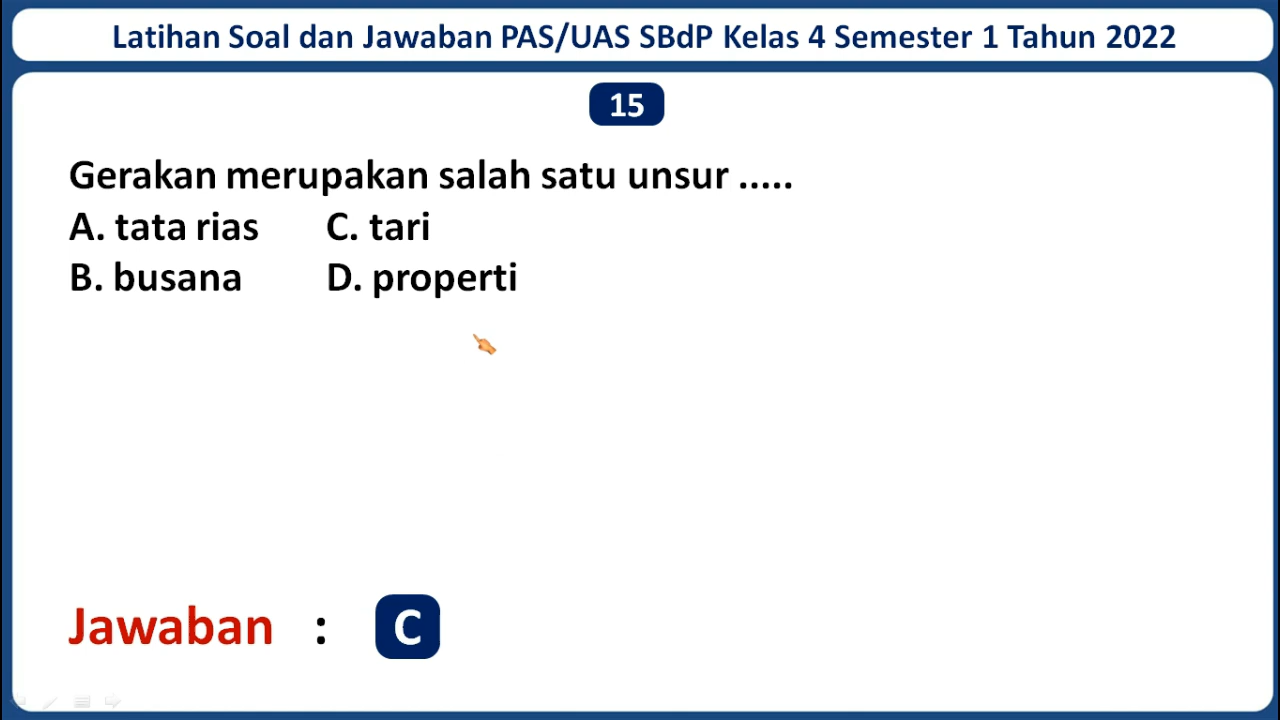 Latihan Soal dan Jawaban PAS/UAS SBdP Kelas 4 Semester 1 Tahun 2022
15
Gerakan merupakan salah satu unsur .....
A. tata rias C. tari
B. busana D. properti
Jawaban : C